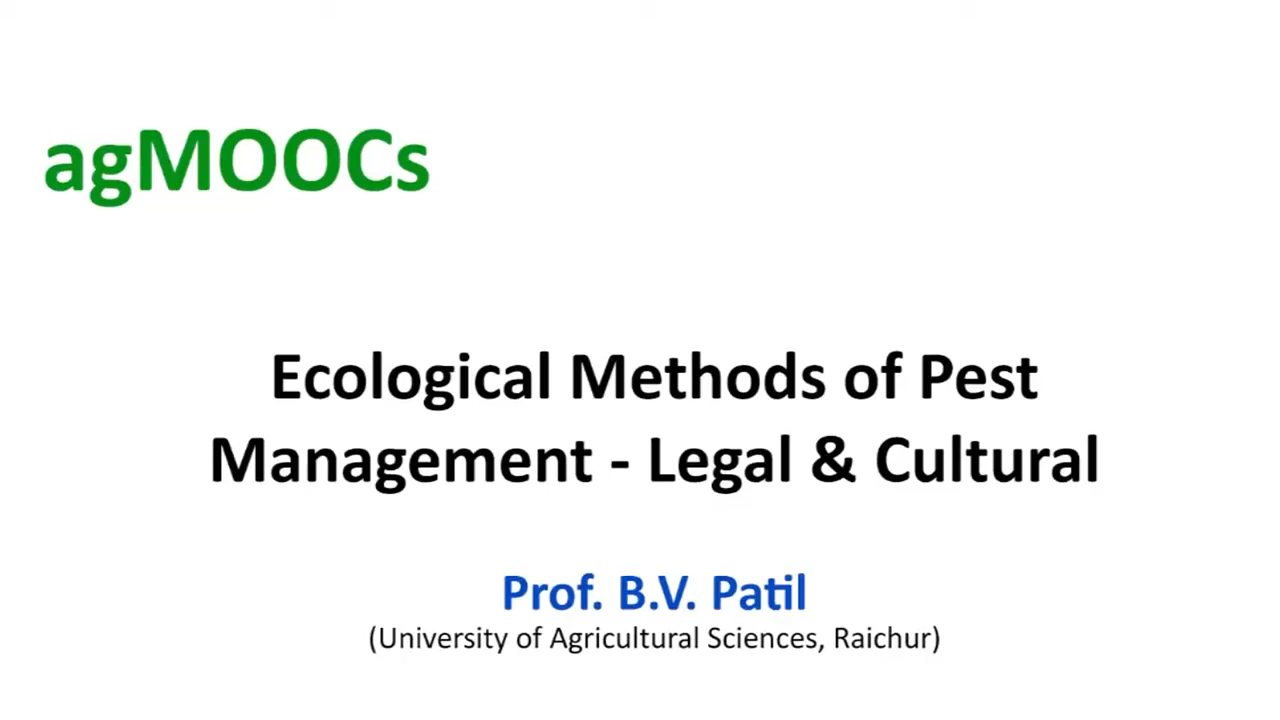 agMOOCs
Ecological Methods of Pest
Management - Legal & Cultural
Prof. B.V. Patil
(University of Agricultural Sciences, Raichur)